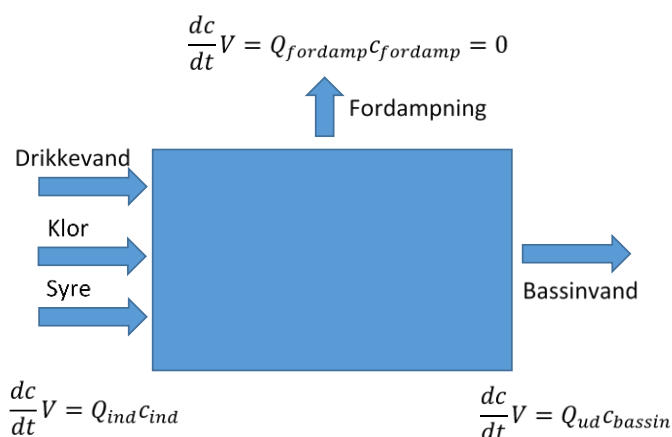 dc/dt V = Q_fordamp c_fordamp = 0
Fordampning
Drikkevand
Klor
Syre
Bassinvand
dc/dt V = Q_ind c_ind
dc/dt V = Q_ud c_bassin